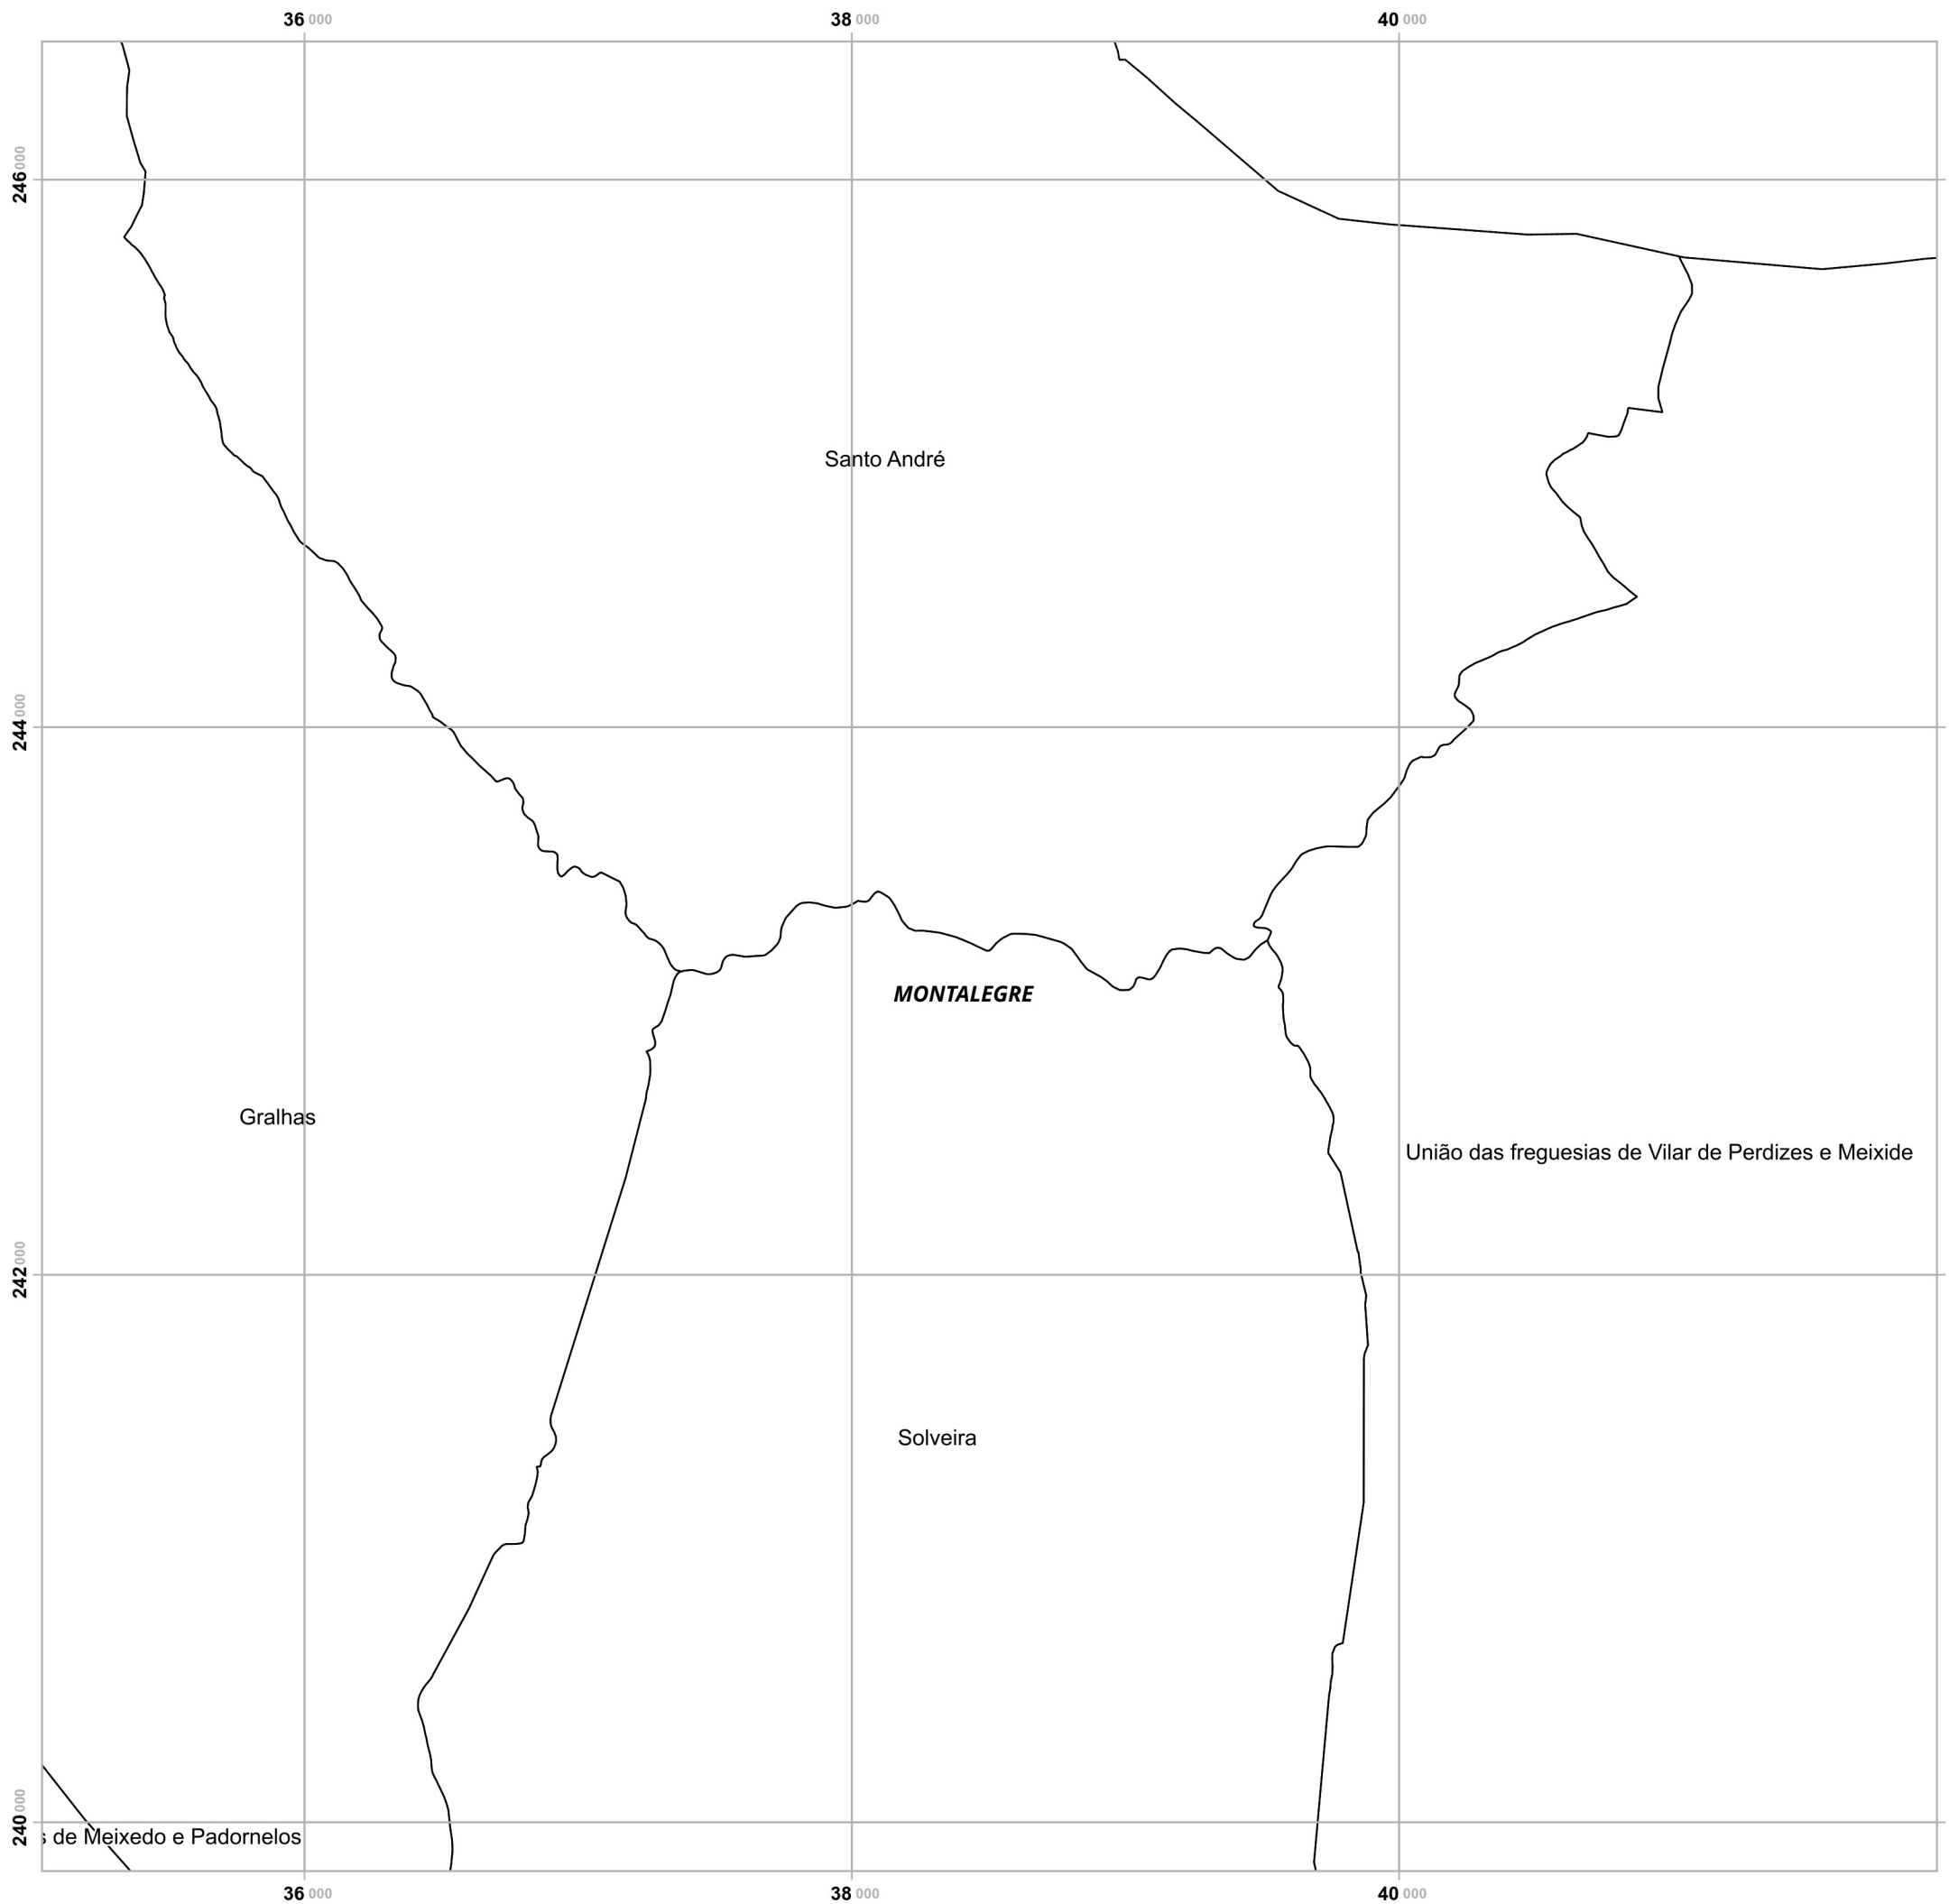 36 000 38 000 40 000
246 000
Santo André
244 000
MONTALEGRE
Gralhas
União das freguesias de Vilar de Perdizes e Meixide
242 000
Solveira
240 000
de Meixedo e Padornelos
36 000 38 000 40 000